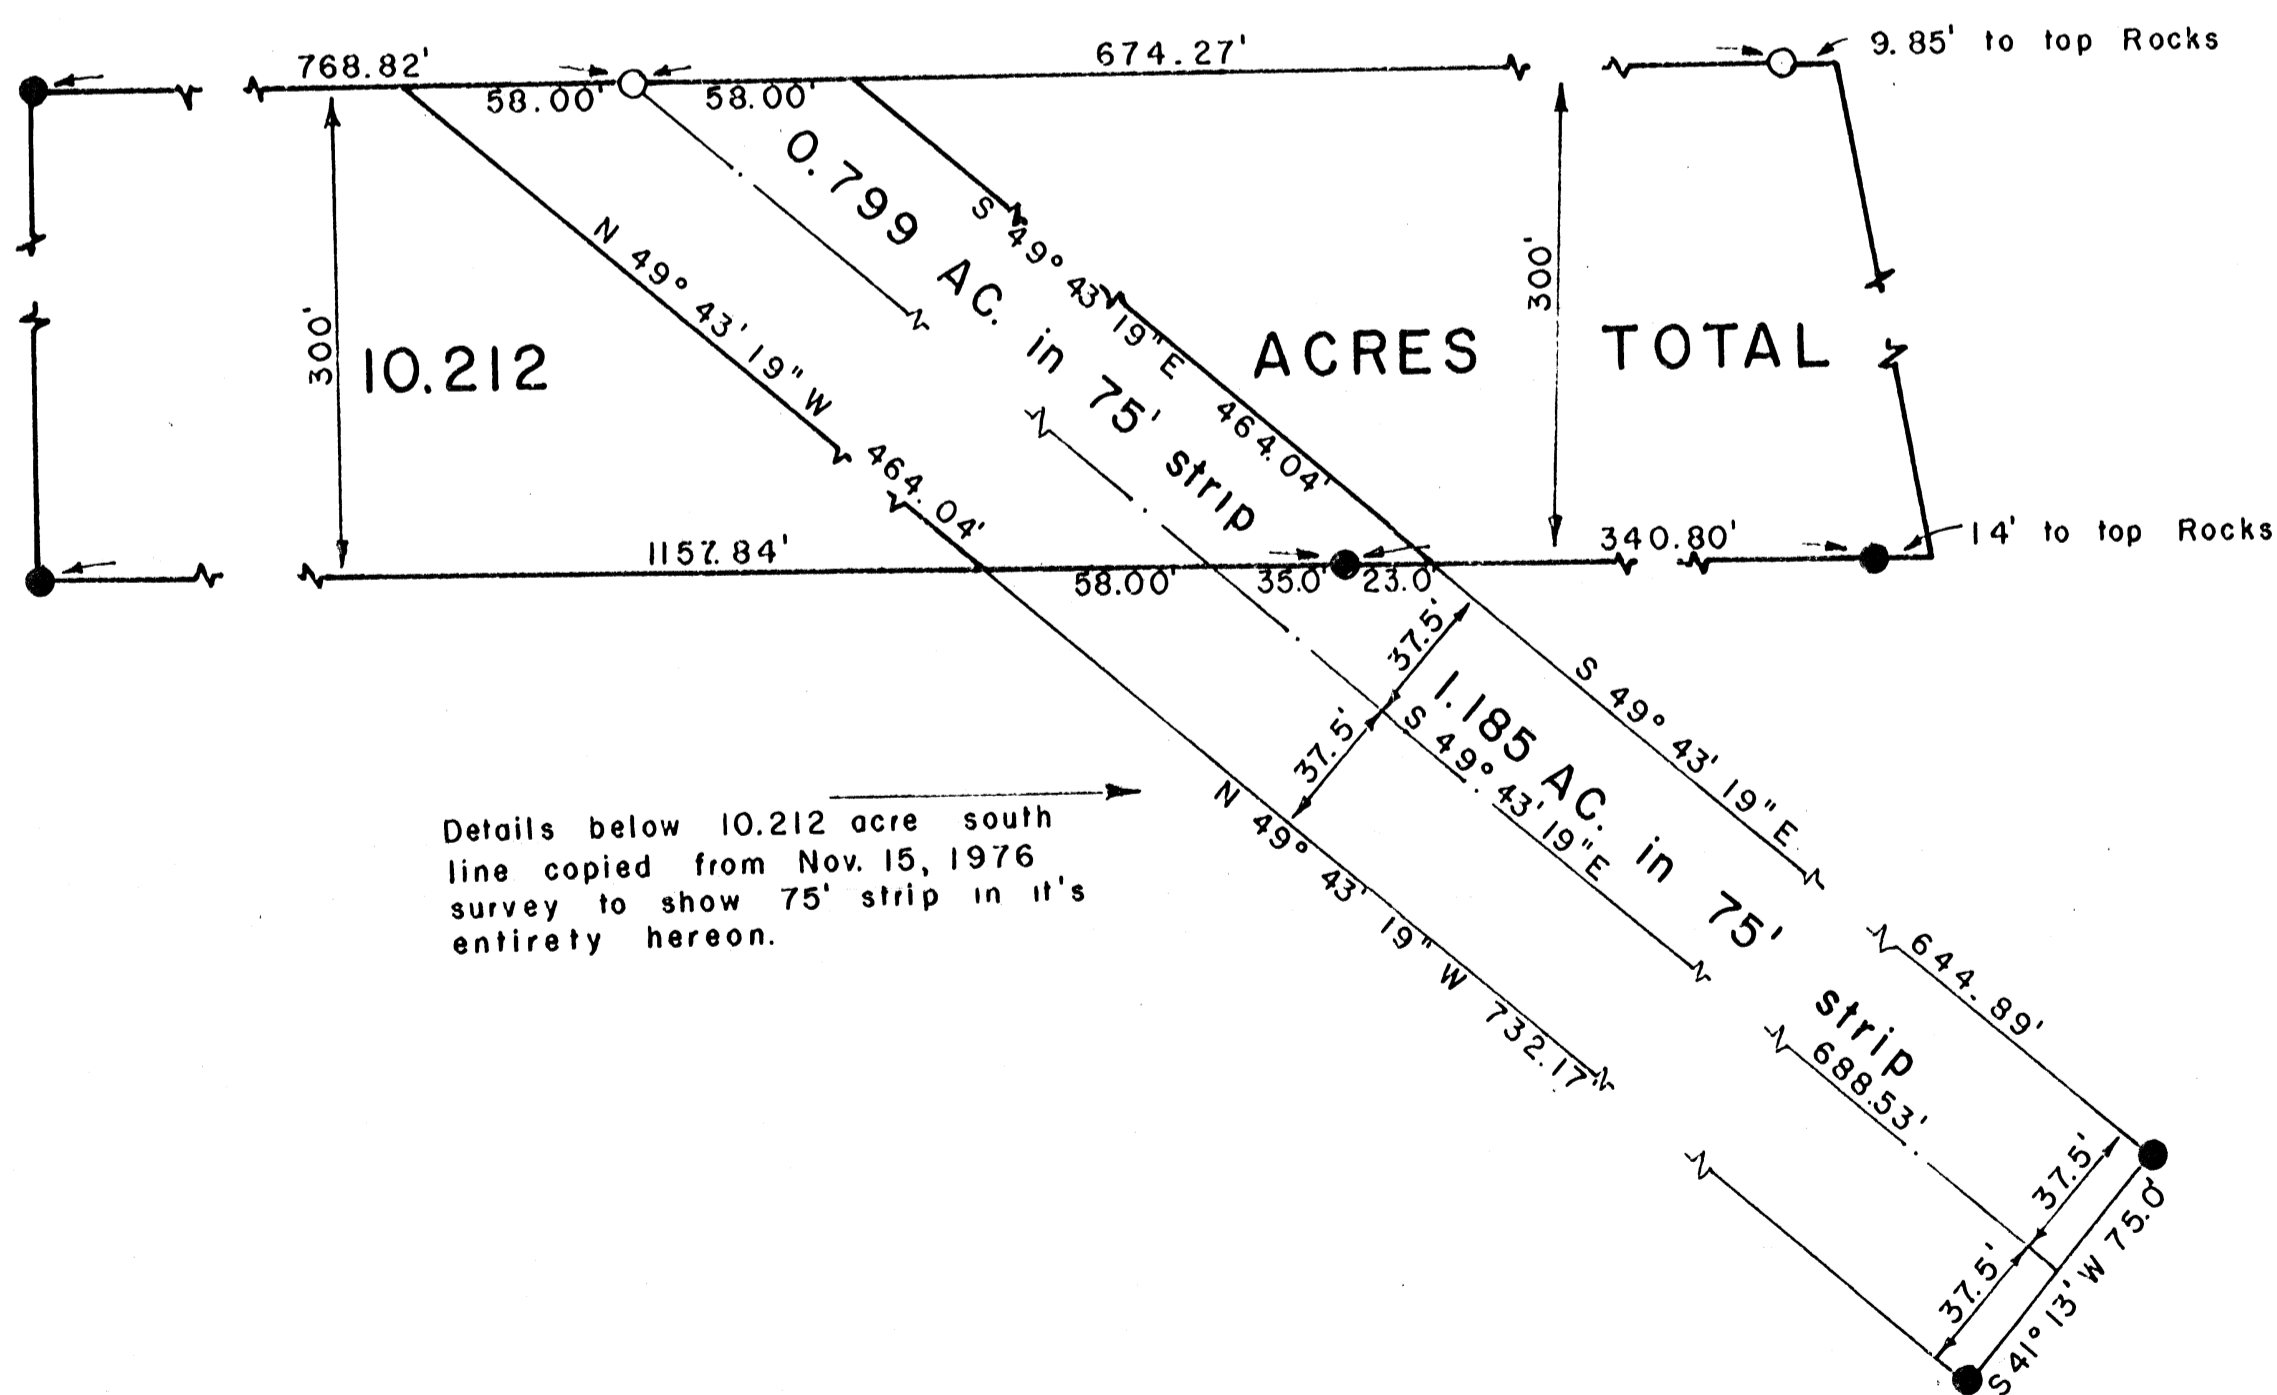 768.82'
674.27'
9.85' to top Rocks
58.00'
58.00'
0.799 AC. in 75' strip
S 49° 43' 19" E 464.04'
N 49° 43' 19" W 464.04'
300'
300'
10.212 ACRES TOTAL
1157.84'
58.00'
35.0'
23.0'
340.80'
14' to top Rocks
37.5'
37.5'
1.185 AC. in 75' strip
S 49° 43' 19" E 644.89'
S 49° 43' 19" E 688.53'
N 49° 43' 19" W 732.17'
Details below 10.212 acre south
line copied from Nov. 15, 1976
survey to show 75' strip in it's
entirety hereon.
37.5'
37.5'
S 41° 13' W 75.0'